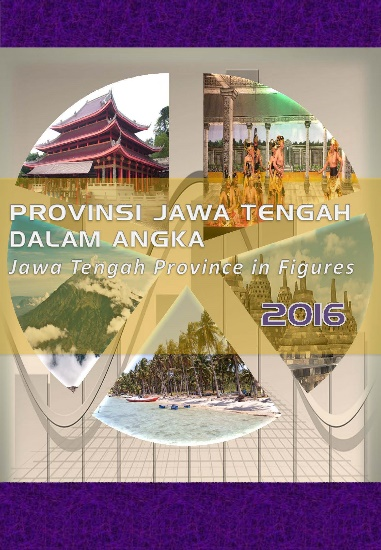 PROVINSI JAWA TENGAH
DALAM ANGKA
Jawa Tengah Province in Figures
2016